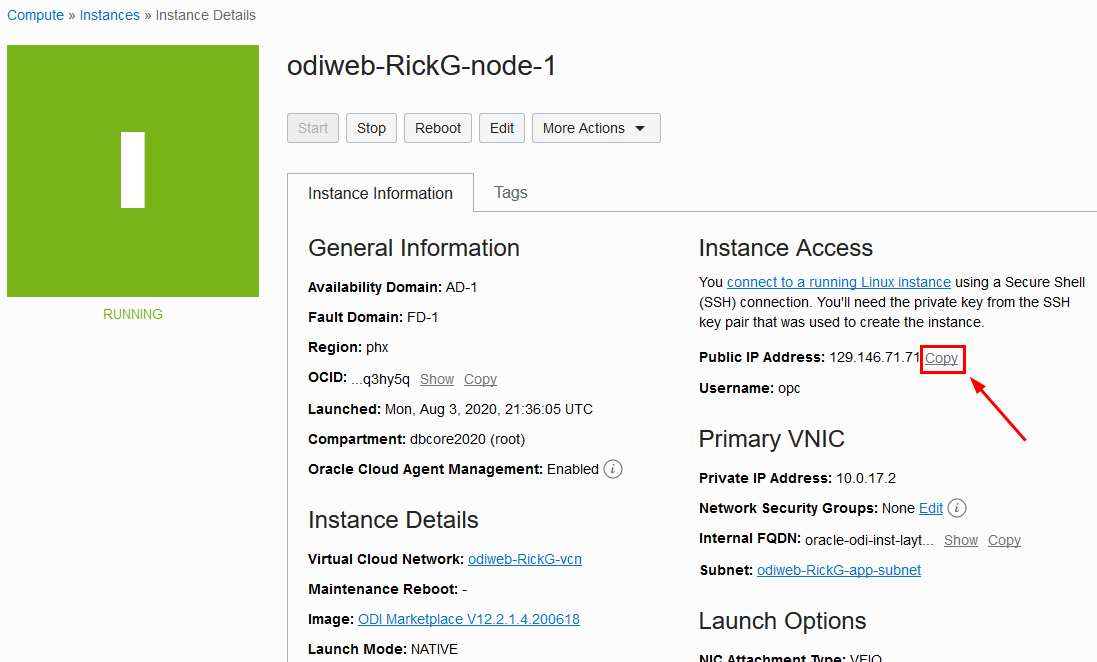 Compute » Instances » Instance Details
I
RUNNING
odiweb-RickG-node-1
Start Stop Reboot Edit More Actions
Instance Information Tags
General Information
Availability Domain: AD-1
Fault Domain: FD-1
Region: phx
OCID: ...q3hy5q Show Copy
Launched: Mon, Aug 3, 2020, 21:36:05 UTC
Compartment: dbcore2020 (root)
Oracle Cloud Agent Management: Enabled i
Instance Details
Virtual Cloud Network: odiweb-RickG-vcn
Maintenance Reboot: -
Image: ODI Marketplace V12.2.1.4.200618
Launch Mode: NATIVE
Instance Access
You connect to a running Linux instance using a Secure Shell
(SSH) connection. You'll need the private key from the SSH
key pair that was used to create the instance.
Public IP Address: 129.146.71.71 Copy
Username: opc
Primary VNIC
Private IP Address: 10.0.17.2
Network Security Groups: None Edit i
Internal FQDN: oracle-odi-inst-layt... Show Copy
Subnet: odiweb-RickG-app-subnet
Launch Options
NIC Attachment Type: VFIO